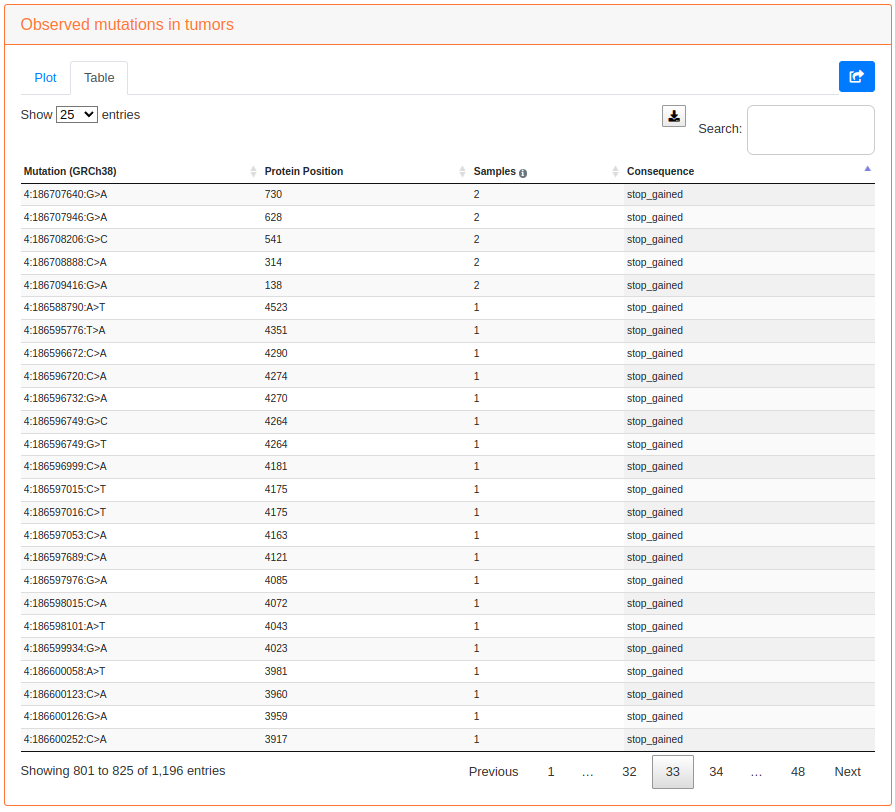 Observed mutations in tumors
Plot Table
Show 25 entries
Search:
Mutation (GRCh38) Protein Position Samples Consequence
4:186707640:G>A 730 2 stop_gained
4:186707946:G>A 628 2 stop_gained
4:186708206:G>C 541 2 stop_gained
4:186708888:C>A 314 2 stop_gained
4:186709416:G>A 138 2 stop_gained
4:186588790:A>T 4523 1 stop_gained
4:186595776:T>A 4351 1 stop_gained
4:186596672:C>A 4290 1 stop_gained
4:186596720:C>A 4274 1 stop_gained
4:186596732:G>A 4270 1 stop_gained
4:186596749:G>C 4264 1 stop_gained
4:186596749:G>T 4264 1 stop_gained
4:186596999:C>A 4181 1 stop_gained
4:186597015:C>T 4175 1 stop_gained
4:186597016:C>T 4175 1 stop_gained
4:186597053:C>A 4163 1 stop_gained
4:186597689:C>A 4121 1 stop_gained
4:186597976:G>A 4085 1 stop_gained
4:186598015:C>A 4072 1 stop_gained
4:186598101:A>T 4043 1 stop_gained
4:186599934:G>A 4023 1 stop_gained
4:186600058:A>T 3981 1 stop_gained
4:186600123:C>A 3960 1 stop_gained
4:186600126:G>A 3959 1 stop_gained
4:186600252:C>A 3917 1 stop_gained
Showing 801 to 825 of 1,196 entries Previous 1 … 32 33 34 … 48 Next